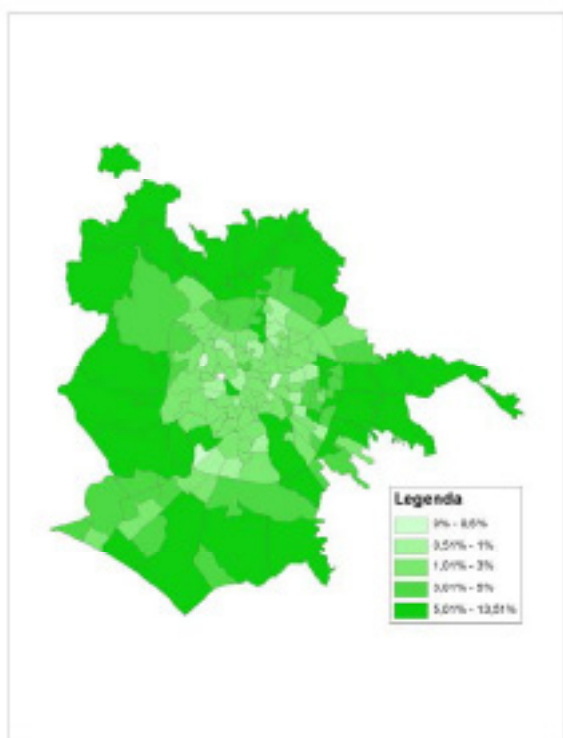 Legenda
0% - 0,5%
0,51% - 1%
1,01% - 3%
3,01% - 5%
5,01% - 13,51%